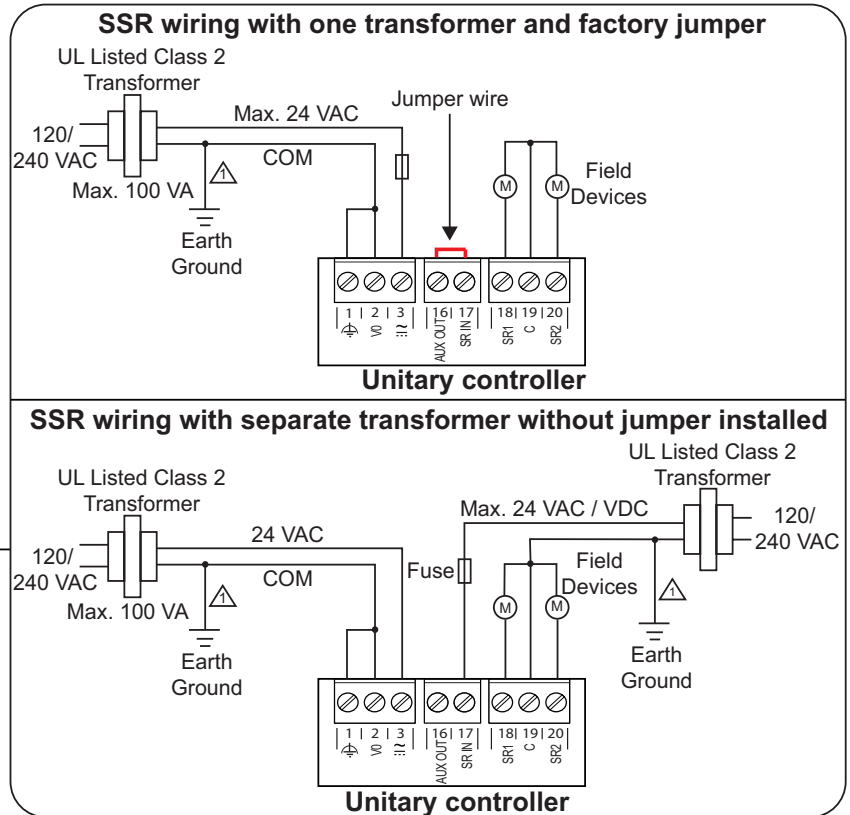 SSR wiring with one transformer and factory jumper
UL Listed Class 2
Transformer
Max. 24 VAC
Jumper wire
120/
240 VAC
COM
1
Max. 100 VA
Earth
Ground
M
M
Field
Devices
1 2 3 16 17 18 19 20
V0
AUX OUT
SR IN
SR1
C
SR2
Unitary controller
SSR wiring with separate transformer without jumper installed
UL Listed Class 2
Transformer
UL Listed Class 2
Transformer
24 VAC
Max. 24 VAC / VDC
120/
240 VAC
120/
240 VAC
COM
1
Max. 100 VA
Fuse
Field
Devices
M
M
1
Earth
Ground
Earth
Ground
1 2 3 16 17 18 19 20
V0
AUX OUT
SR IN
SR1
C
SR2
Unitary controller